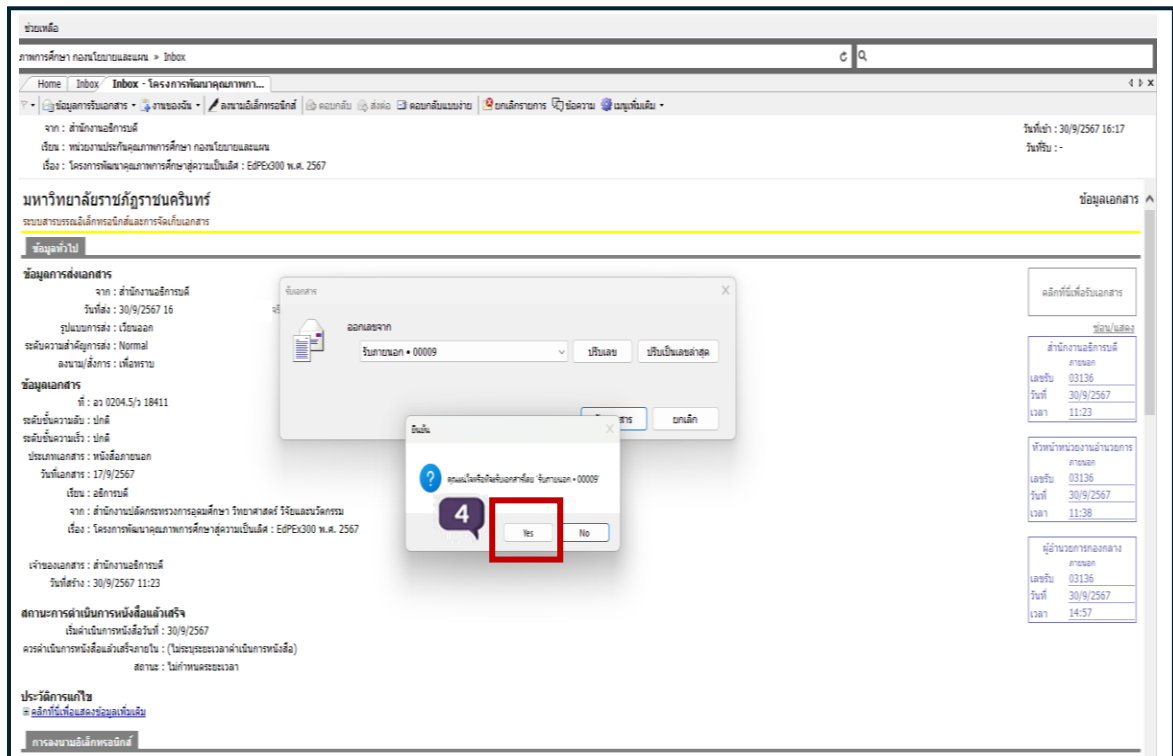 ช่วยเหลือ
ภาพการศึกษา กองนโยบายและแผน » Inbox
Home Inbox Inbox - โครงการพัฒนาคุณภาพกา...
ข้อมูลการรับเอกสาร งานของฉัน ลงนามอิเล็กทรอนิกส์ ตอบกลับ ส่งต่อ ตอบกลับแบบง่าย ยกเลิกรายการ ข้อความ เมนูเพิ่มเติม
จาก : สำนักงานอธิการบดี
วันที่เข้า : 30/9/2567 16:17
เรียน : หน่วยงานประกันคุณภาพการศึกษา กองนโยบายและแผน
วันที่รับ : -
เรื่อง : โครงการพัฒนาคุณภาพการศึกษาสู่ความเป็นเลิศ : EdPEx300 พ.ศ. 2567
มหาวิทยาลัยราชภัฏราชนครินทร์
ข้อมูลเอกสาร
ระบบสารบรรณอิเล็กทรอนิกส์และการจัดเก็บเอกสาร
ข้อมูลทั่วไป
ข้อมูลการส่งเอกสาร
จาก : สำนักงานอธิการบดี
วันที่ส่ง : 30/9/2567 16
รูปแบบการส่ง : เวียนออก
ระดับความสำคัญการส่ง : Normal
ลงนาม/สั่งการ : เพื่อทราบ
ข้อมูลเอกสาร
ที่ : อว 0204.5/ว 18411
ระดับชั้นความลับ : ปกติ
ระดับชั้นความเร็ว : ปกติ
ประเภทเอกสาร : หนังสือภายนอก
วันที่เอกสาร : 17/9/2567
เรียน : อธิการบดี
จาก : สำนักงานปลัดกระทรวงการอุดมศึกษา วิทยาศาสตร์ วิจัยและนวัตกรรม
เรื่อง : โครงการพัฒนาคุณภาพการศึกษาสู่ความเป็นเลิศ : EdPEx300 พ.ศ. 2567
เจ้าของเอกสาร : สำนักงานอธิการบดี
วันที่สร้าง : 30/9/2567 11:23
สถานะการดำเนินการหนังสือแล้วเสร็จ
เริ่มดำเนินการหนังสือวันที่ : 30/9/2567
ควรดำเนินการหนังสือแล้วเสร็จภายใน : (ไม่ระบุระยะเวลาดำเนินการหนังสือ)
สถานะ : ไม่กำหนดระยะเวลา
ประวัติการแก้ไข
คลิกที่นี่เพื่อแสดงข้อมูลเพิ่มเติม
การลงนามอิเล็กทรอนิกส์
รับเอกสาร
ออกเลขจาก
รับภายนอก • 00009
ปรับเลข
ปรับเป็นเลขล่าสุด
ยกเลิก
ยืนยัน
คุณแน่ใจหรือที่จะรับเอกสารโดย 'รับภายนอก • 00009'
4
Yes
No
คลิกที่นี่เพื่อรับเอกสาร
ซ่อน/แสดง
สำนักงานอธิการบดี
ภายนอก
เลขรับ 03136
วันที่ 30/9/2567
เวลา 11:23
หัวหน้าหน่วยงานอำนวยการ
ภายนอก
เลขรับ 03136
วันที่ 30/9/2567
เวลา 11:38
ผู้อำนวยการกองกลาง
ภายนอก
เลขรับ 03136
วันที่ 30/9/2567
เวลา 14:57